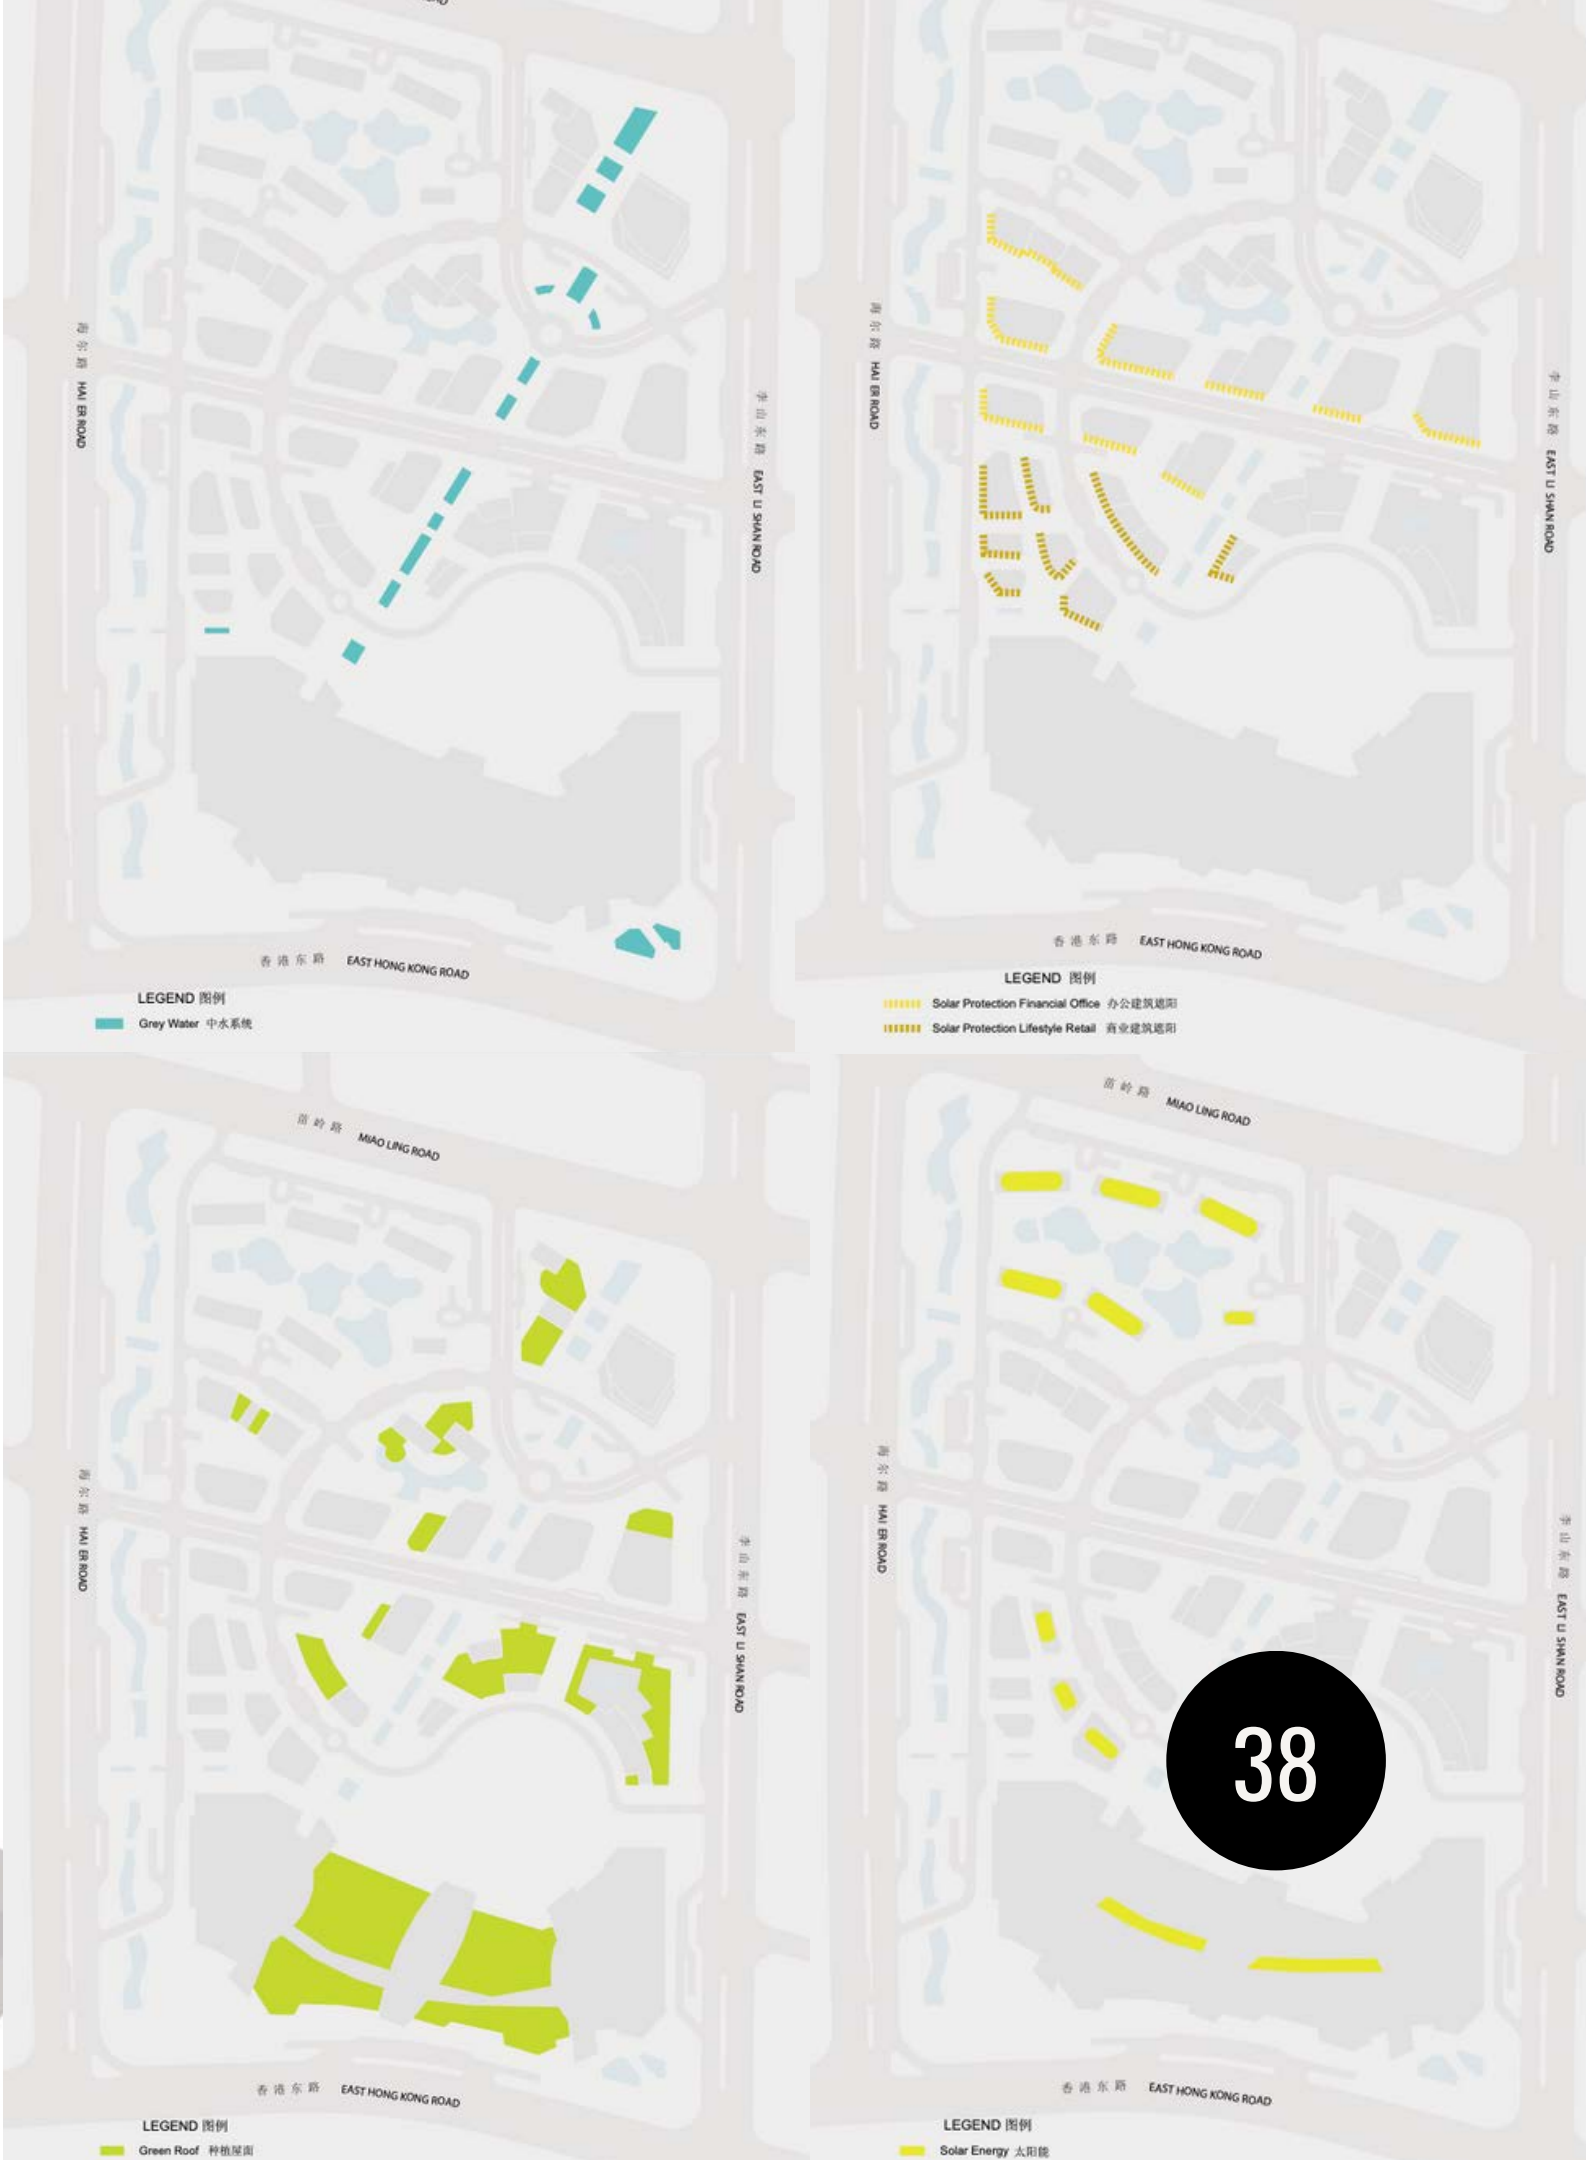 海尔路 HAI ER ROAD
李山东路 EAST LI SHAN ROAD
香港东路 EAST HONG KONG ROAD
LEGEND 图例
Grey Water 中水系统
海尔路 HAI ER ROAD
李山东路 EAST LI SHAN ROAD
香港东路 EAST HONG KONG ROAD
LEGEND 图例
Solar Protection Financial Office 办公建筑遮阳
Solar Protection Lifestyle Retail 商业建筑遮阳
苗岭路 MIAO LING ROAD
海尔路 HAI ER ROAD
李山东路 EAST LI SHAN ROAD
香港东路 EAST HONG KONG ROAD
LEGEND 图例
Green Roof 种植屋面
苗岭路 MIAO LING ROAD
海尔路 HAI ER ROAD
李山东路 EAST LI SHAN ROAD
38
香港东路 EAST HONG KONG ROAD
LEGEND 图例
Solar Energy 太阳能